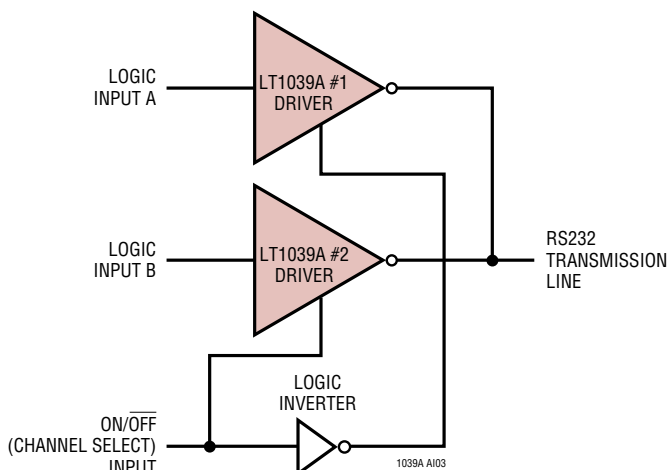 LOGIC
INPUT A
LT1039A #1
DRIVER
LOGIC
INPUT B
LT1039A #2
DRIVER
RS232
TRANSMISSION
LINE
LOGIC
INVERTER
ON/OFF
(CHANNEL SELECT)
INPUT
1039A AI03